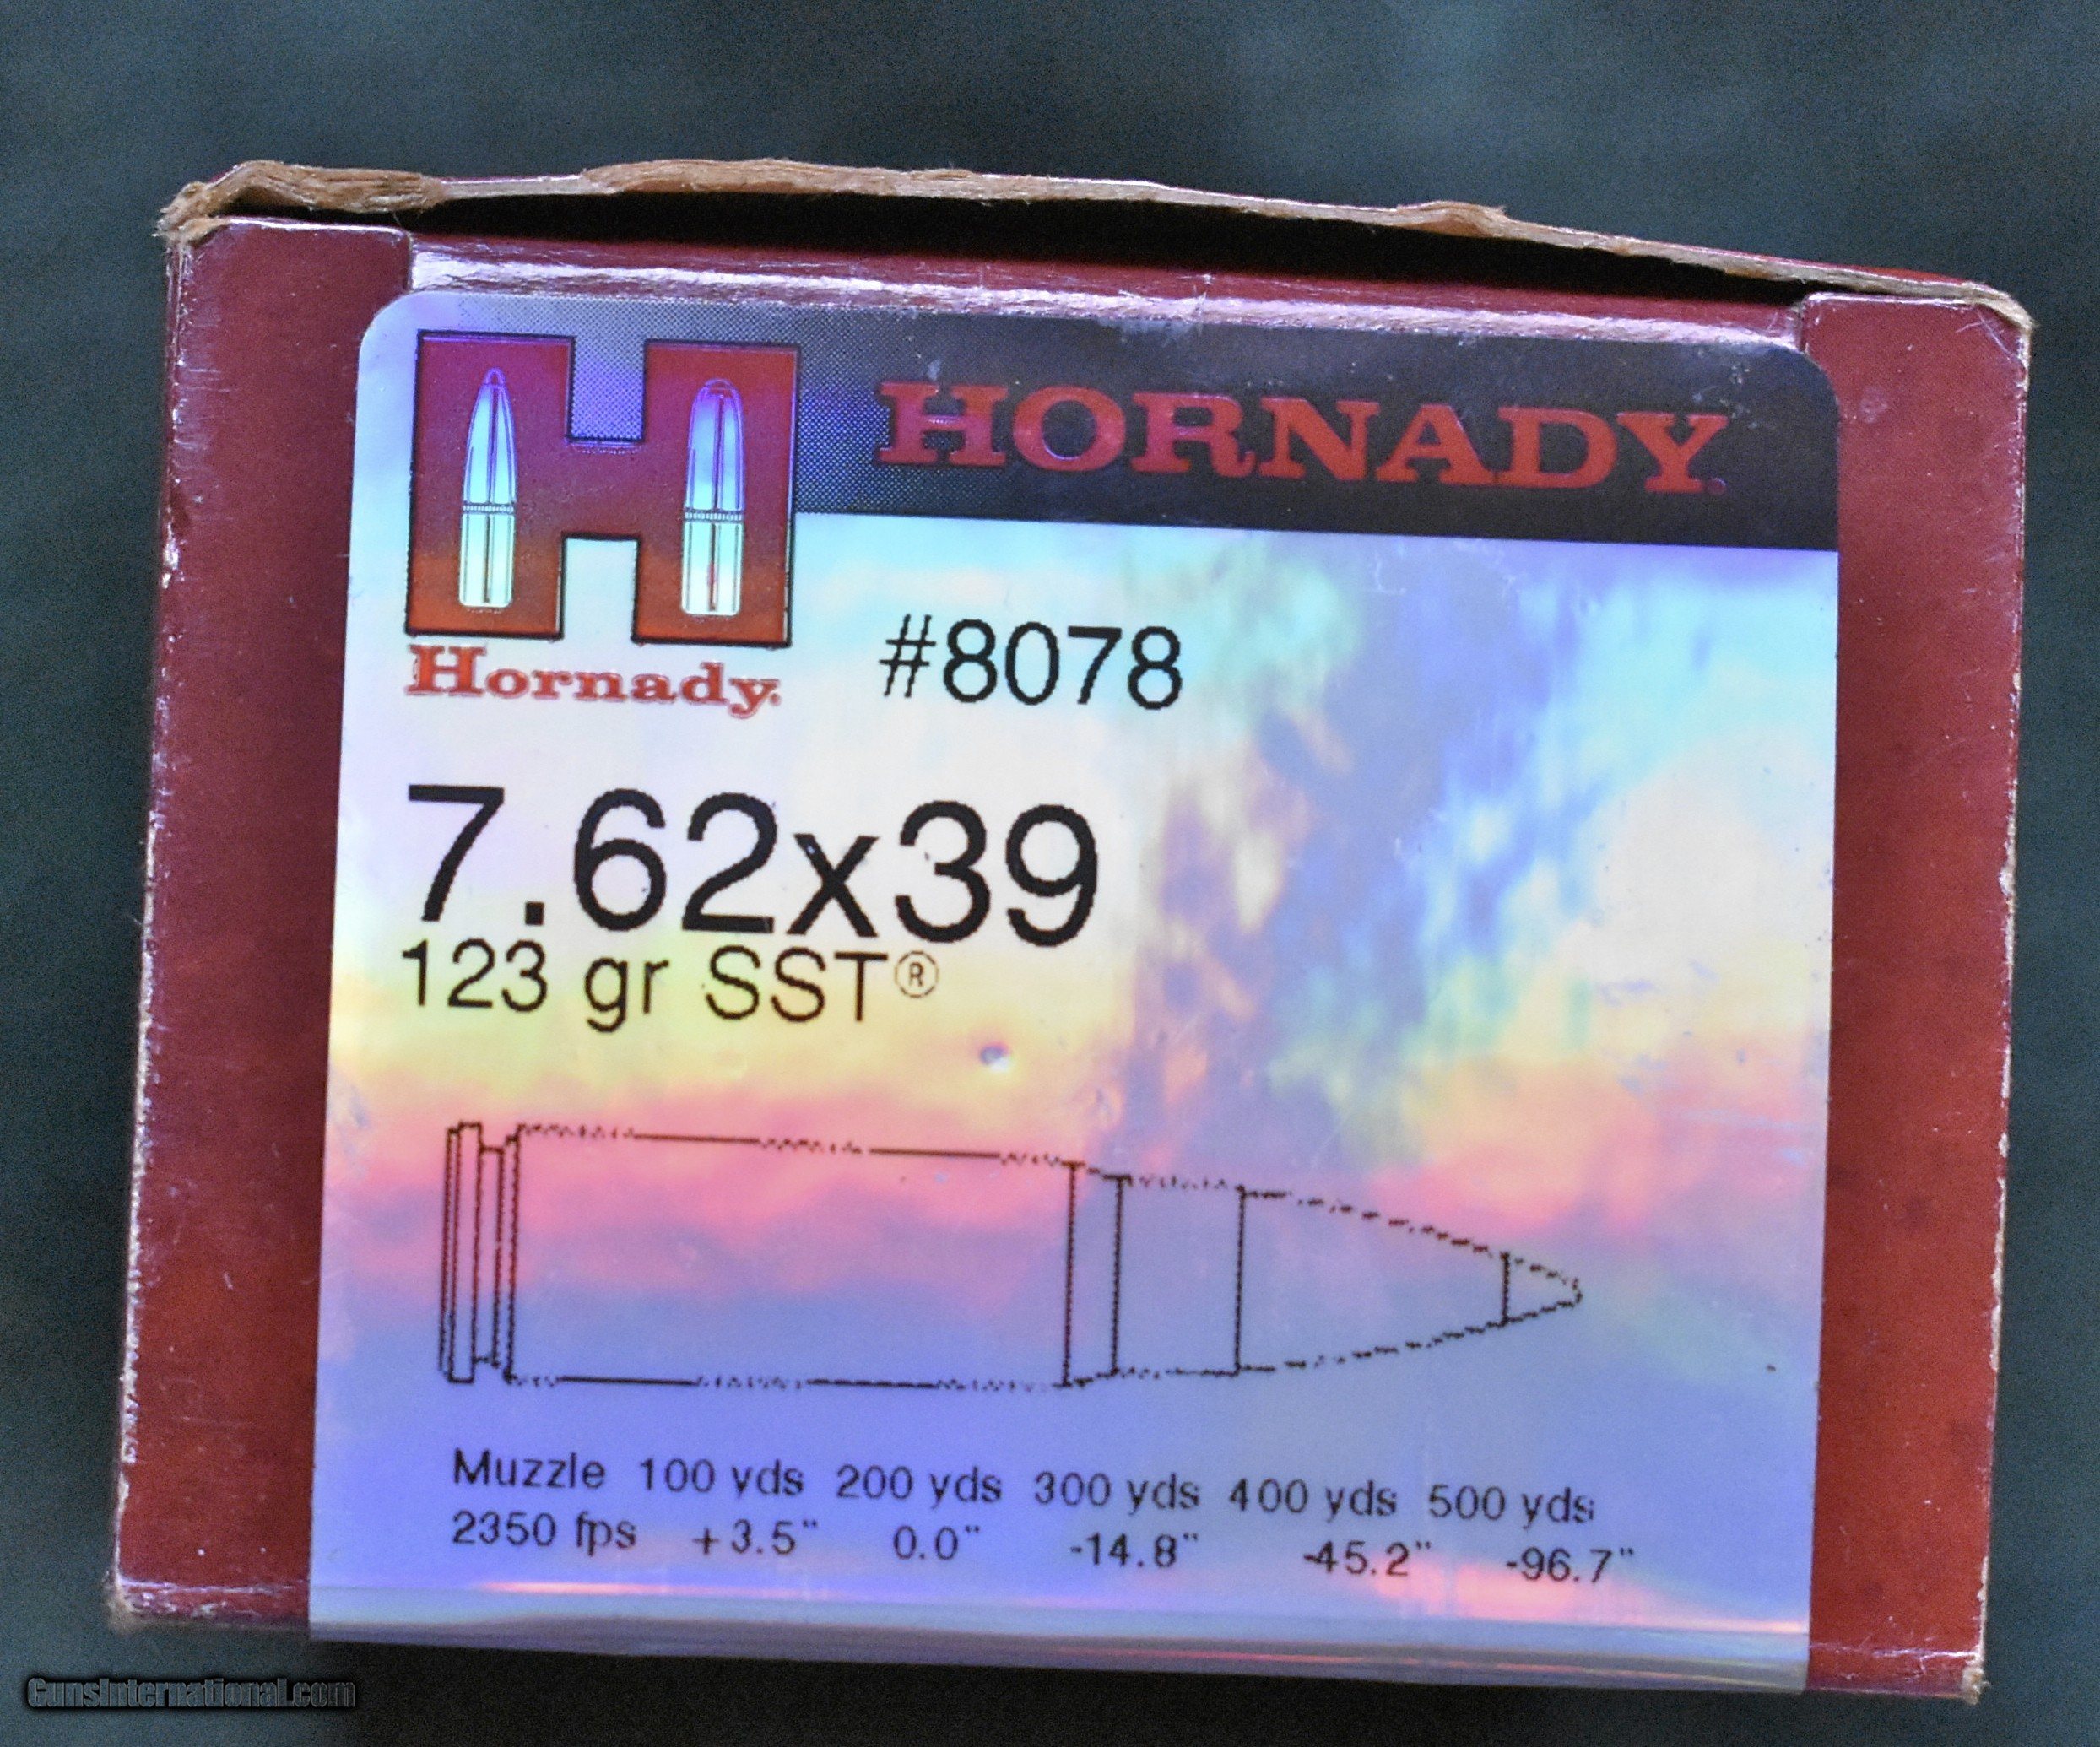 HORNADY
Hornady
#8078
7.62x39
123 gr SST®
Muzzle 100 yds 200 yds 300 yds 400 yds 500 yds
2350 fps +3.5" 0.0" -14.8" -45.2" -96.7"
GunsInternational.com